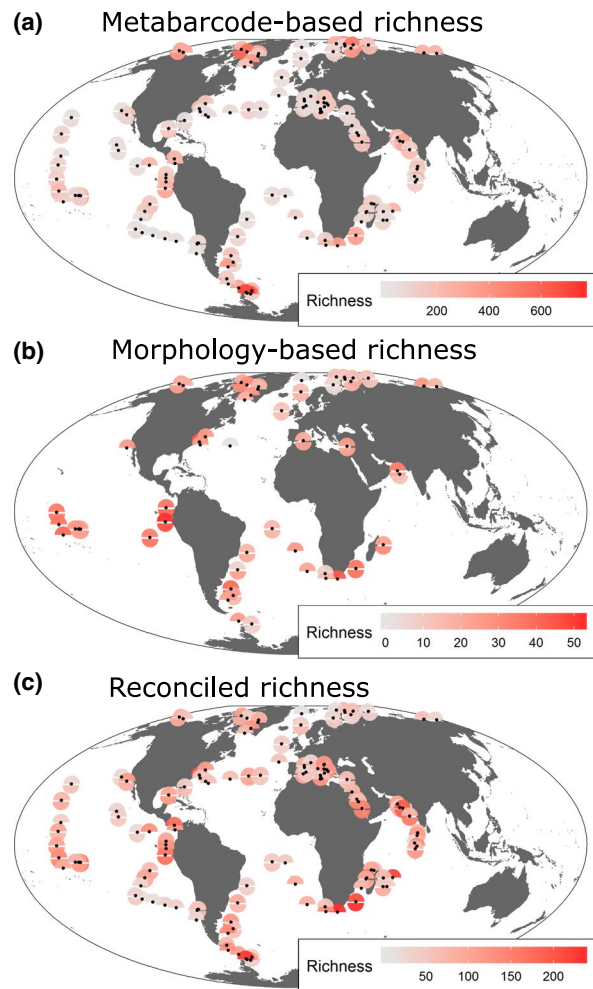 (a) Metabarcode-based richness
Richness
200 400 600
(b) Morphology-based richness
Richness
0 10 20 30 40 50
(c) Reconciled richness
Richness
50 100 150 200